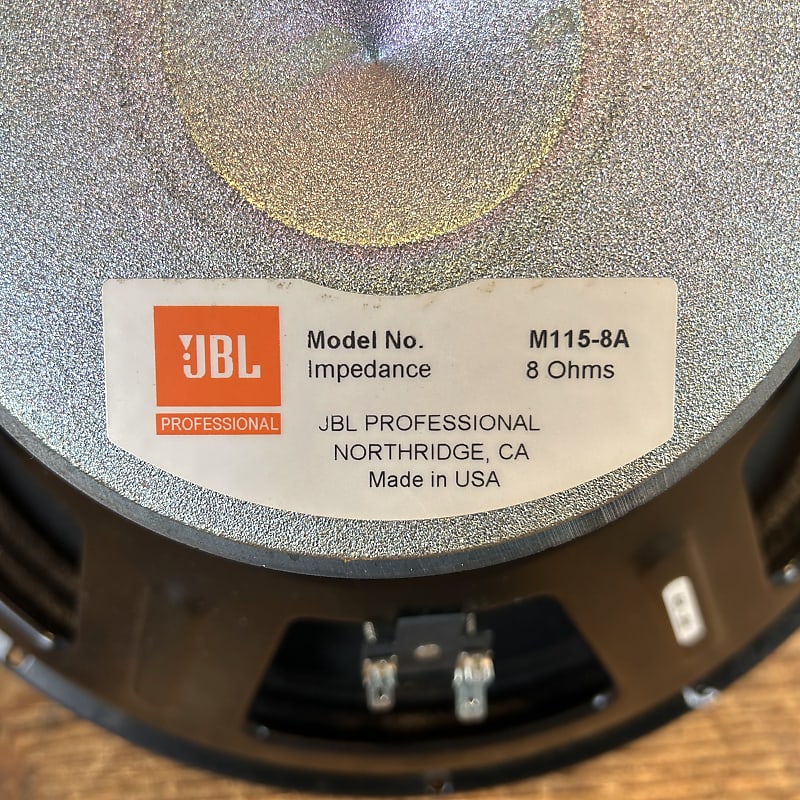 JBL
PROFESSIONAL
Model No. M115-8A
Impedance 8 Ohms
JBL PROFESSIONAL
NORTHRIDGE, CA
Made in USA